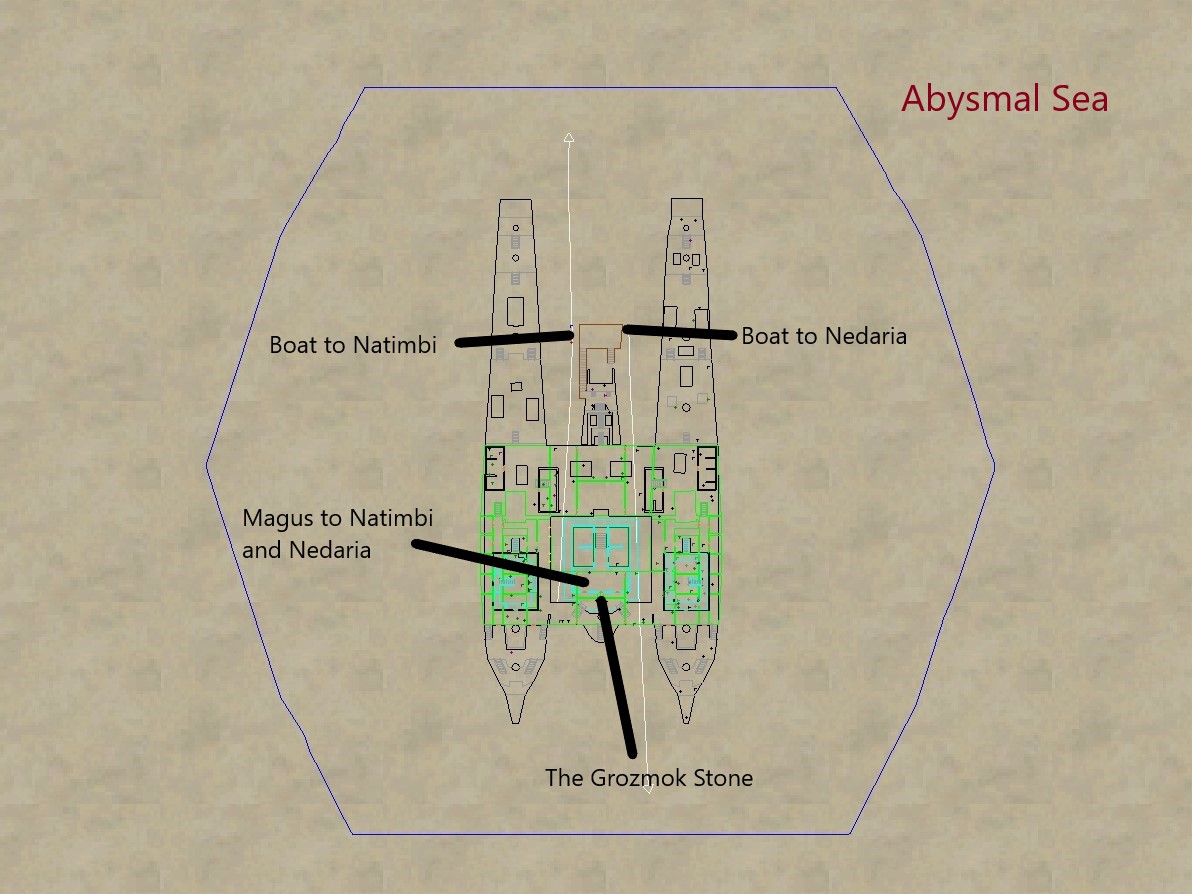 Abysmal Sea
Boat to Natimbi
Boat to Nedaria
Magus to Natimbi
and Nedaria
The Grozmok Stone